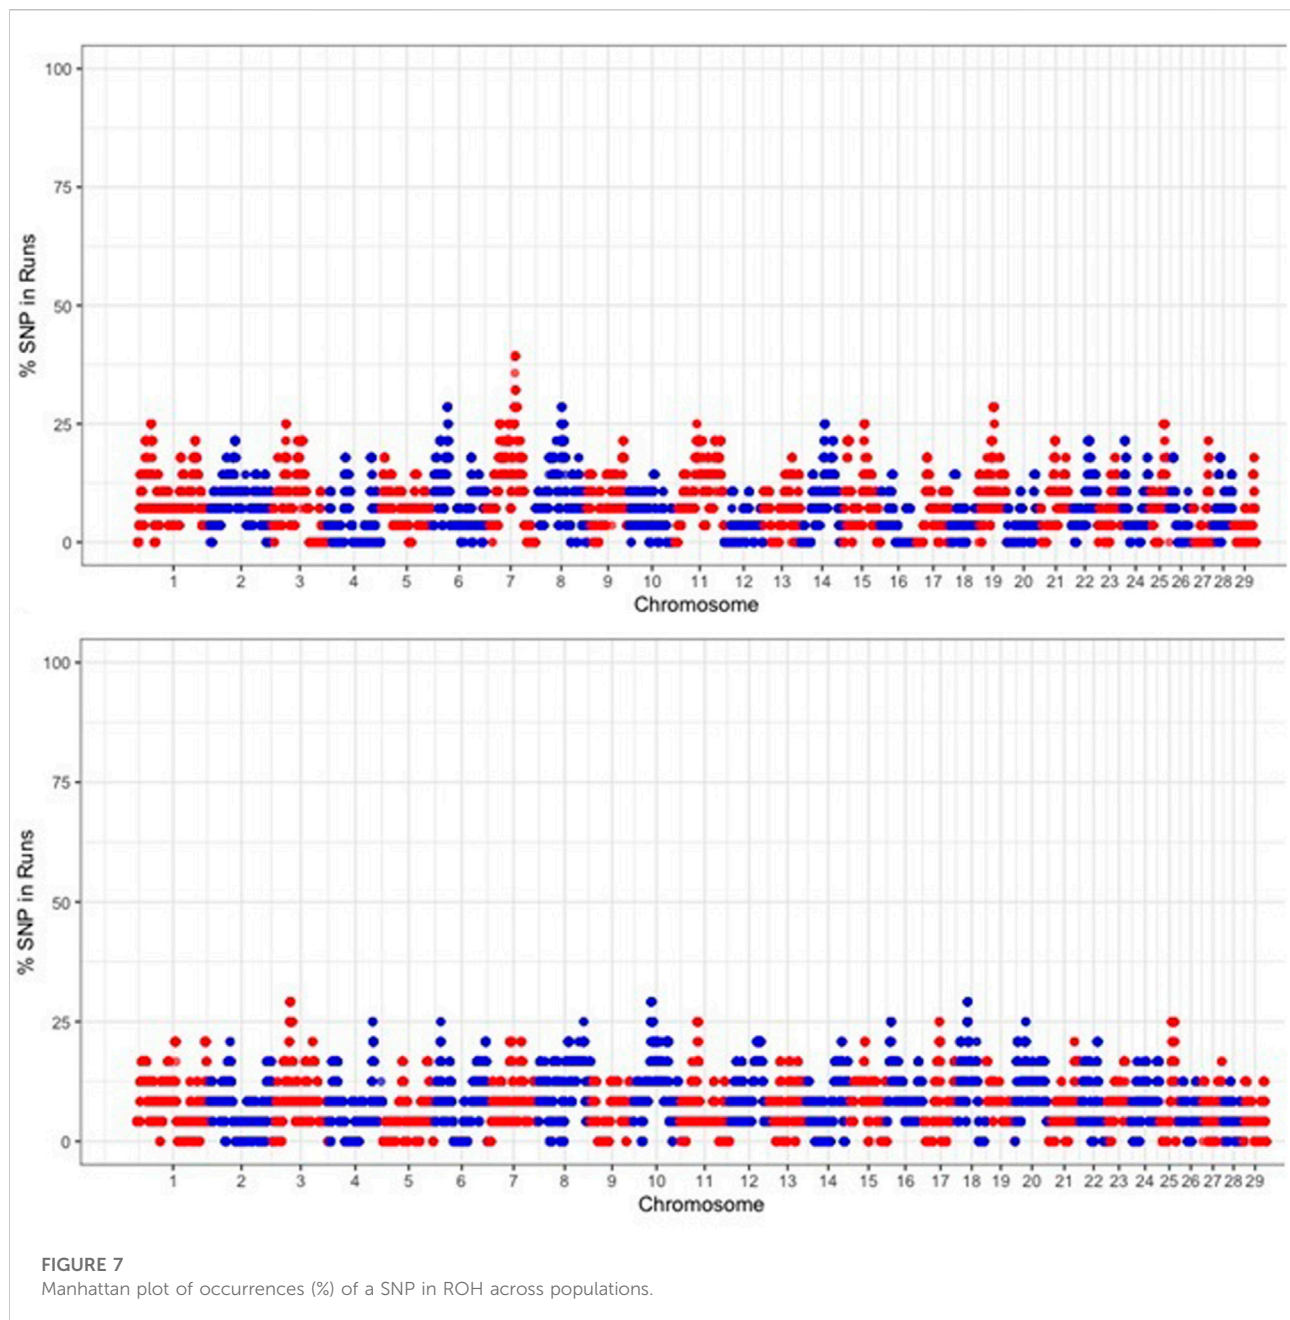 100
75
50
25
0
% SNP in Runs
1 2 3 4 5 6 7 8 9 10 11 12 13 14 15 16 17 18 19 20 21 22 23 24 25 26 27 28 29
Chromosome
100
75
50
25
0
% SNP in Runs
1 2 3 4 5 6 7 8 9 10 11 12 13 14 15 16 17 18 19 20 21 22 23 24 25 26 27 28 29
Chromosome
FIGURE 7
Manhattan plot of occurrences (%) of a SNP in ROH across populations.